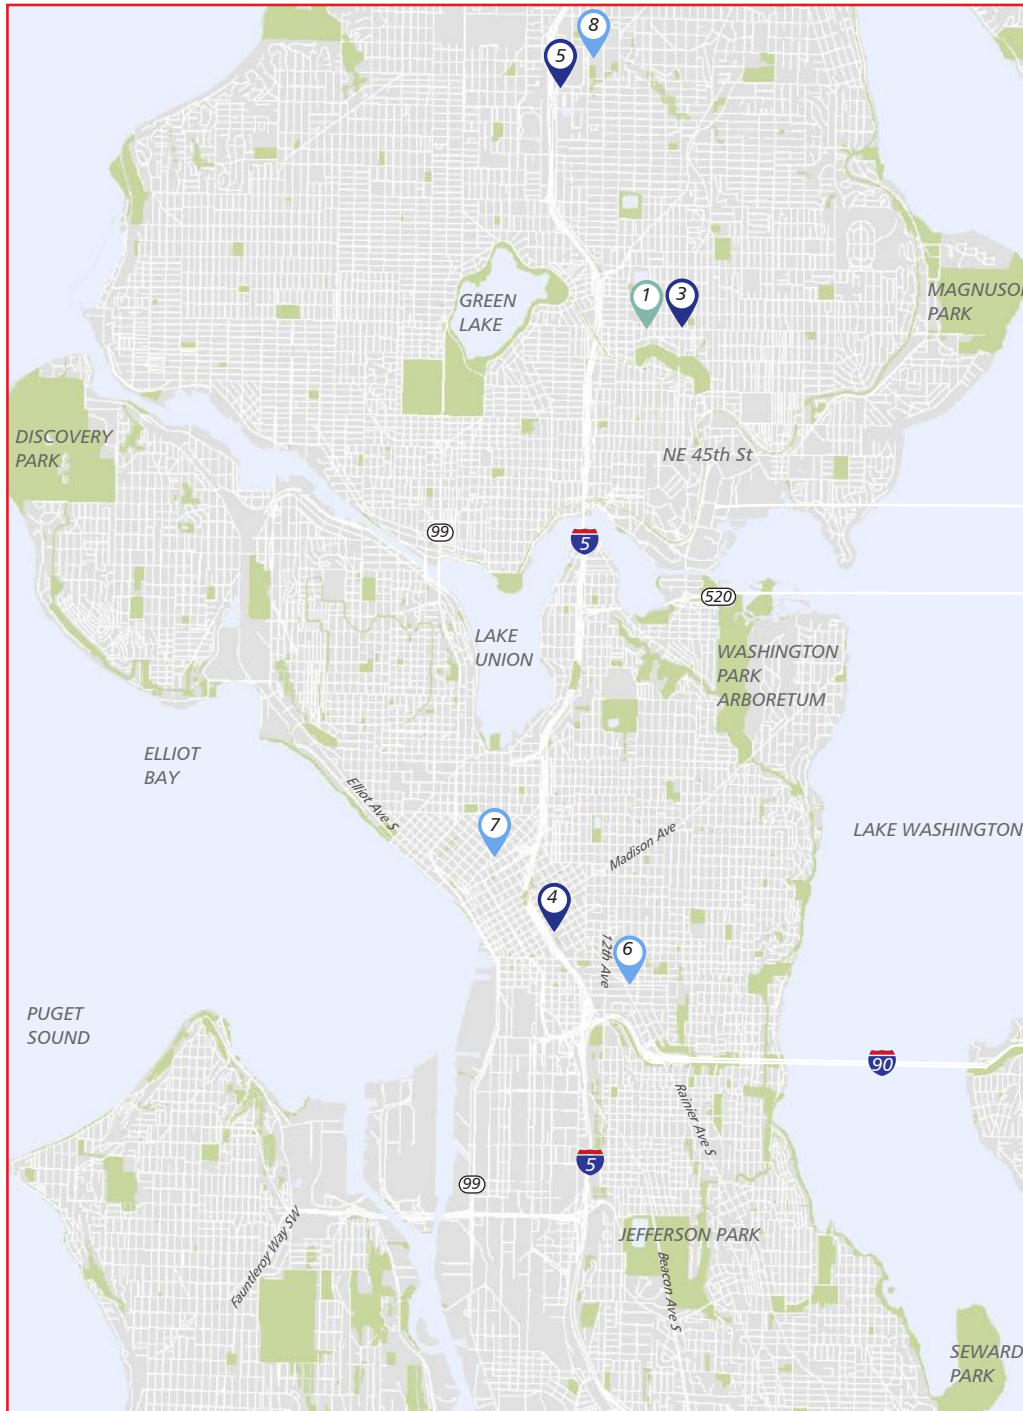 8
5
GREEN
LAKE
1
3
MAGNUSON
PARK
DISCOVERY
PARK
NE 45th St
99
5
520
LAKE
UNION
WASHINGTON
PARK
ARBORETUM
ELLIOT
BAY
Elliot Ave S
7
Madison Ave
LAKE WASHINGTON
4
12th Ave
6
PUGET
SOUND
90
Rainier Ave S
5
99
Fauntleroy Way SW
JEFFERSON PARK
Beacon Ave S
SEWARD
PARK